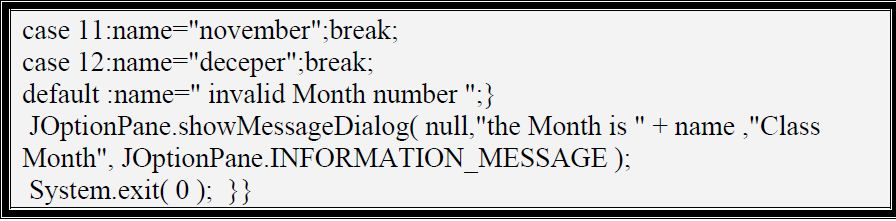 case 11:name="november";break;
case 12:name="deceper";break;
default :name=" invalid Month number ";}
JOptionPane.showMessageDialog( null,"the Month is " + name ,"Class
Month", JOptionPane.INFORMATION_MESSAGE );
System.exit( 0 );  }}